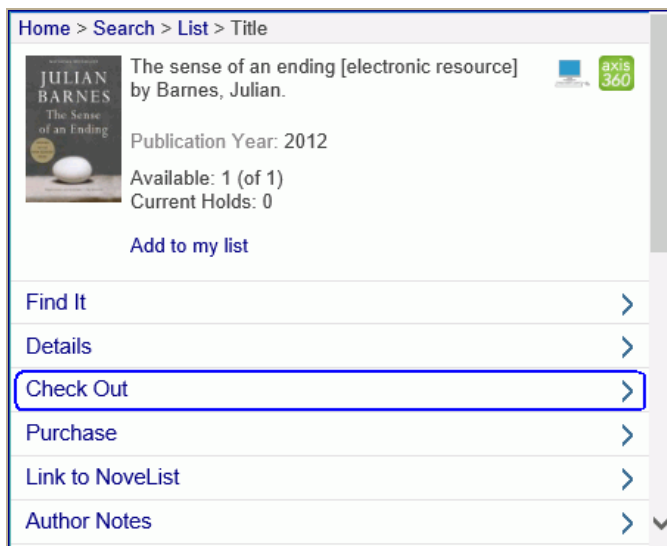 Home > Search > List > Title
JULIAN
BARNES
The Sense
of an Ending
The sense of an ending [electronic resource]
by Barnes, Julian.
axis
360
Publication Year: 2012
Available: 1 (of 1)
Current Holds: 0
Add to my list
Find It
Details
Check Out
Purchase
Link to NoveList
Author Notes